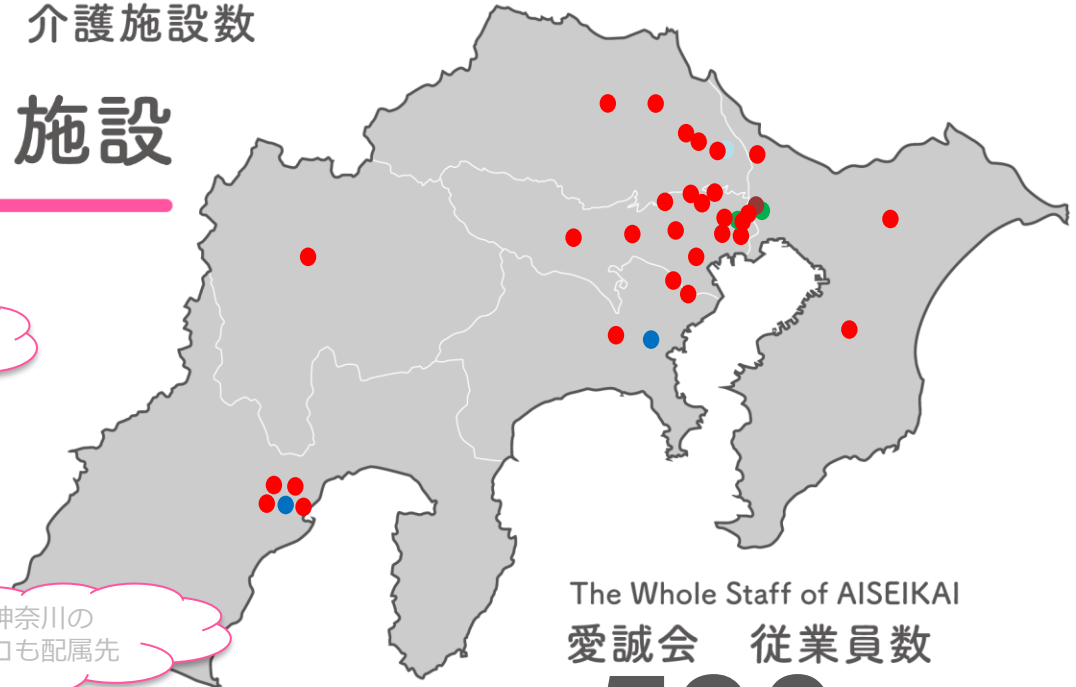 介護施設数
施設
神奈川の
も配属先
The Whole Staff of AISEIKAI
愛誠会 従業員数